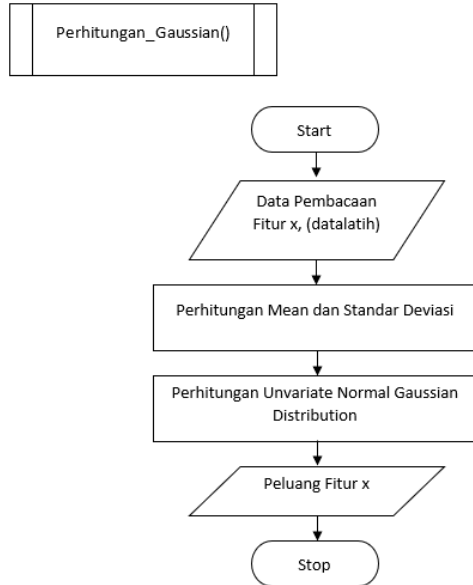 Perhitungan_Gaussian()
Start
Data Pembacaan
Fitur x, (datalatih)
Perhitungan Mean dan Standar Deviasi
Perhitungan Unvariate Normal Gaussian
Distribution
Peluang Fitur x
Stop